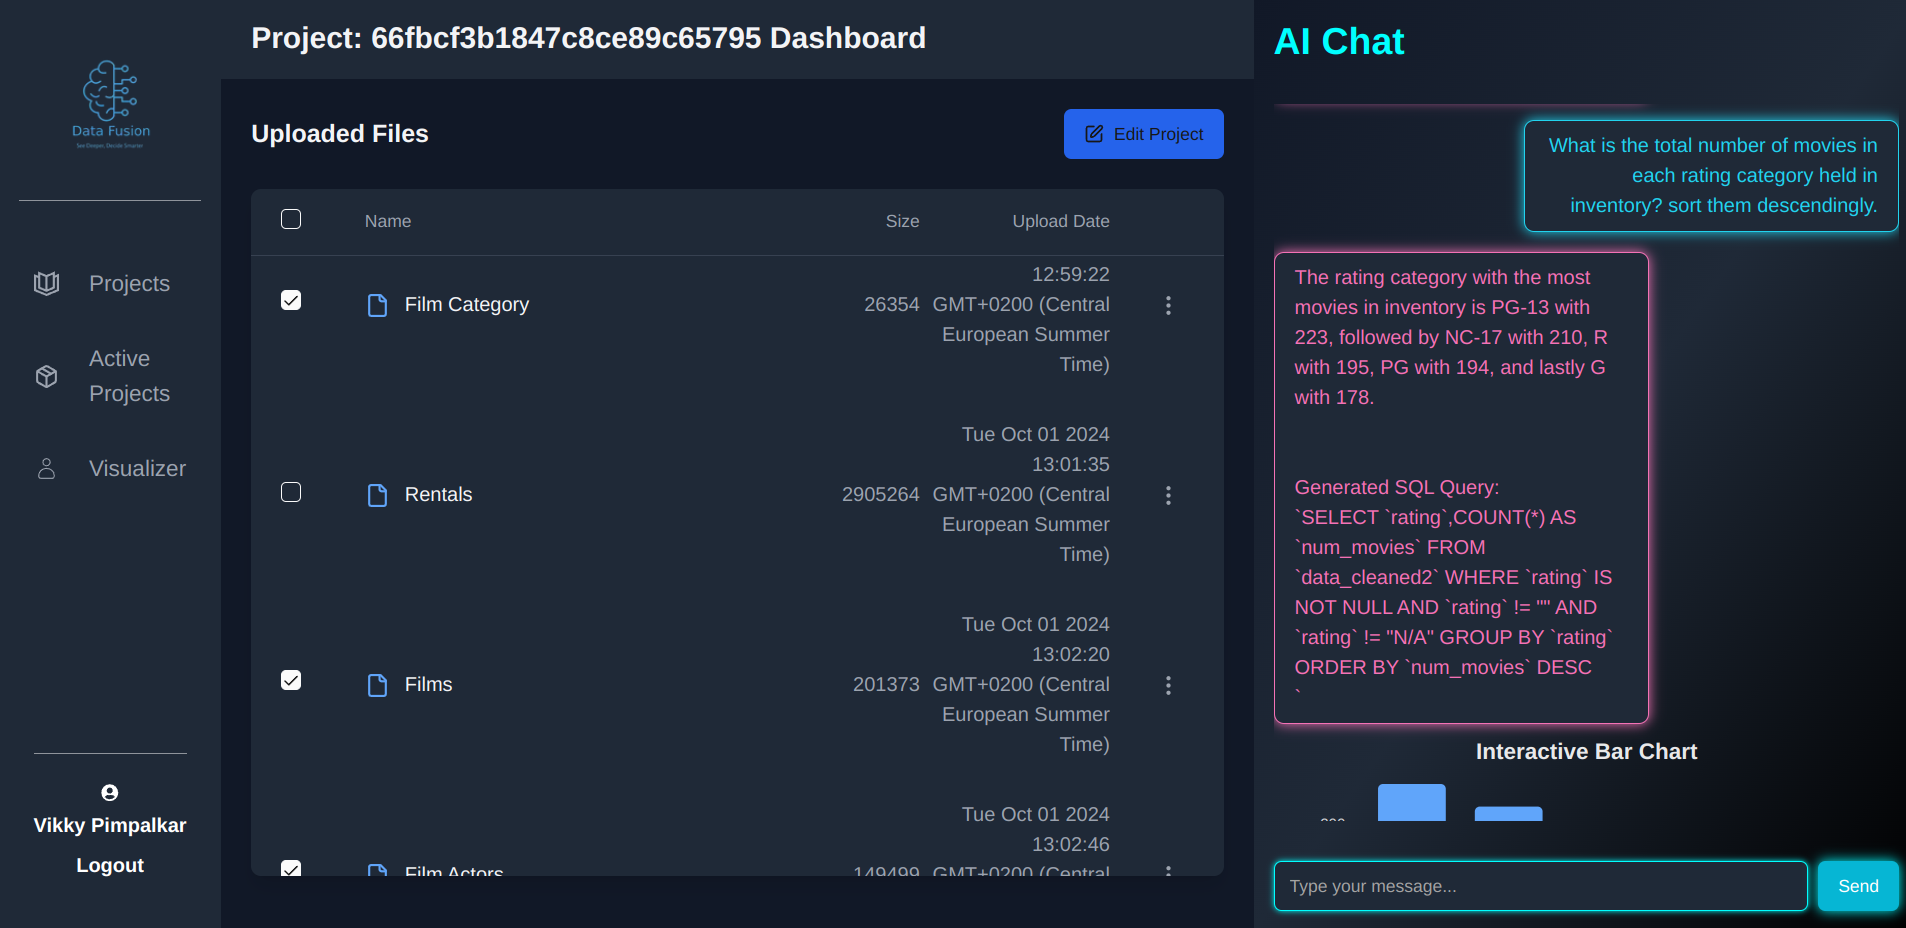 Data Fusion
See Deeper, Decide Smarter
Projects
Active
Projects
Visualizer
Vikky Pimpalkar
Logout
Project: 66fbcf3b1847c8ce89c65795 Dashboard
Uploaded Files
Edit Project
Name Size Upload Date
12:59:22
Film Category 26354 GMT+0200 (Central
European Summer
Time)
Tue Oct 01 2024
13:01:35
Rentals 2905264 GMT+0200 (Central
European Summer
Time)
Tue Oct 01 2024
13:02:20
Films 201373 GMT+0200 (Central
European Summer
Time)
Tue Oct 01 2024
13:02:46
Film Actors 149499 GMT+0200 (Central
AI Chat
What is the total number of movies in
each rating category held in
inventory? sort them descendingly.
The rating category with the most
movies in inventory is PG-13 with
223, followed by NC-17 with 210, R
with 195, PG with 194, and lastly G
with 178.
Generated SQL Query:
`SELECT `rating`,COUNT(*) AS
`num_movies` FROM
`data_cleaned2` WHERE `rating` IS
NOT NULL AND `rating` != "" AND
`rating` != "N/A" GROUP BY `rating`
ORDER BY `num_movies` DESC
`
Interactive Bar Chart
Type your message...
Send